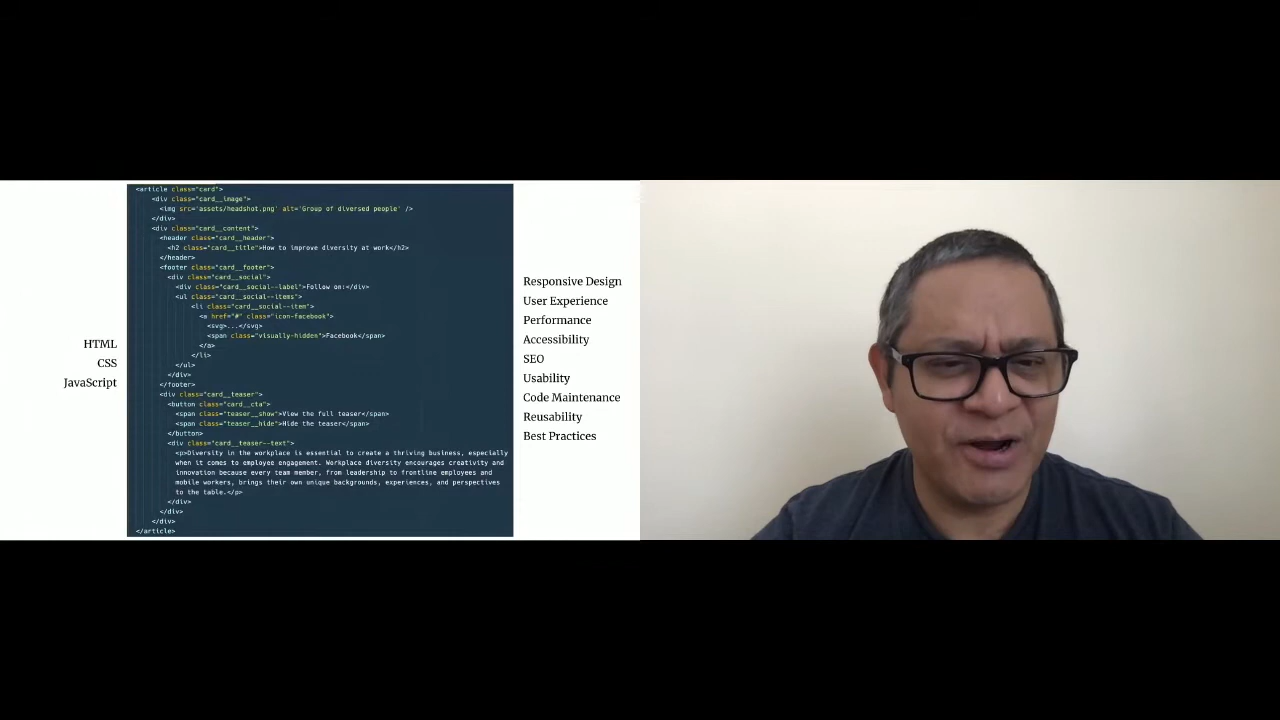 HTML
CSS
JavaScript
<article class="card">
<div class="card__image">
<img src='assets/headshot.png' alt='Group of diversed people' />
</div>
<div class="card__content">
<header class="card__header">
<h2 class="card__title">How to improve diversity at work</h2>
</header>
<footer class="card__footer">
<div class="card__social">
<div class="card__social--label">Follow on:</div>
<ul class="card__social--items">
<li class="card__social--item">
<a href="#" class="icon-facebook">
<svg>...</svg>
<span class="visually-hidden">Facebook</span>
</a>
</li>
</ul>
</div>
</footer>
<div class="card__teaser">
<button class="card__cta">
<span class="teaser__show">View the full teaser</span>
<span class="teaser__hide">Hide the teaser</span>
</button>
<div class="card__teaser--text">
<p>Diversity in the workplace is essential to create a thriving business, especially
when it comes to employee engagement. Workplace diversity encourages creativity and
innovation because every team member, from leadership to frontline employees and
mobile workers, brings their own unique backgrounds, experiences, and perspectives
to the table.</p>
</div>
</div>
</div>
</article>
Responsive Design
User Experience
Performance
Accessibility
SEO
Usability
Code Maintenance
Reusability
Best Practices